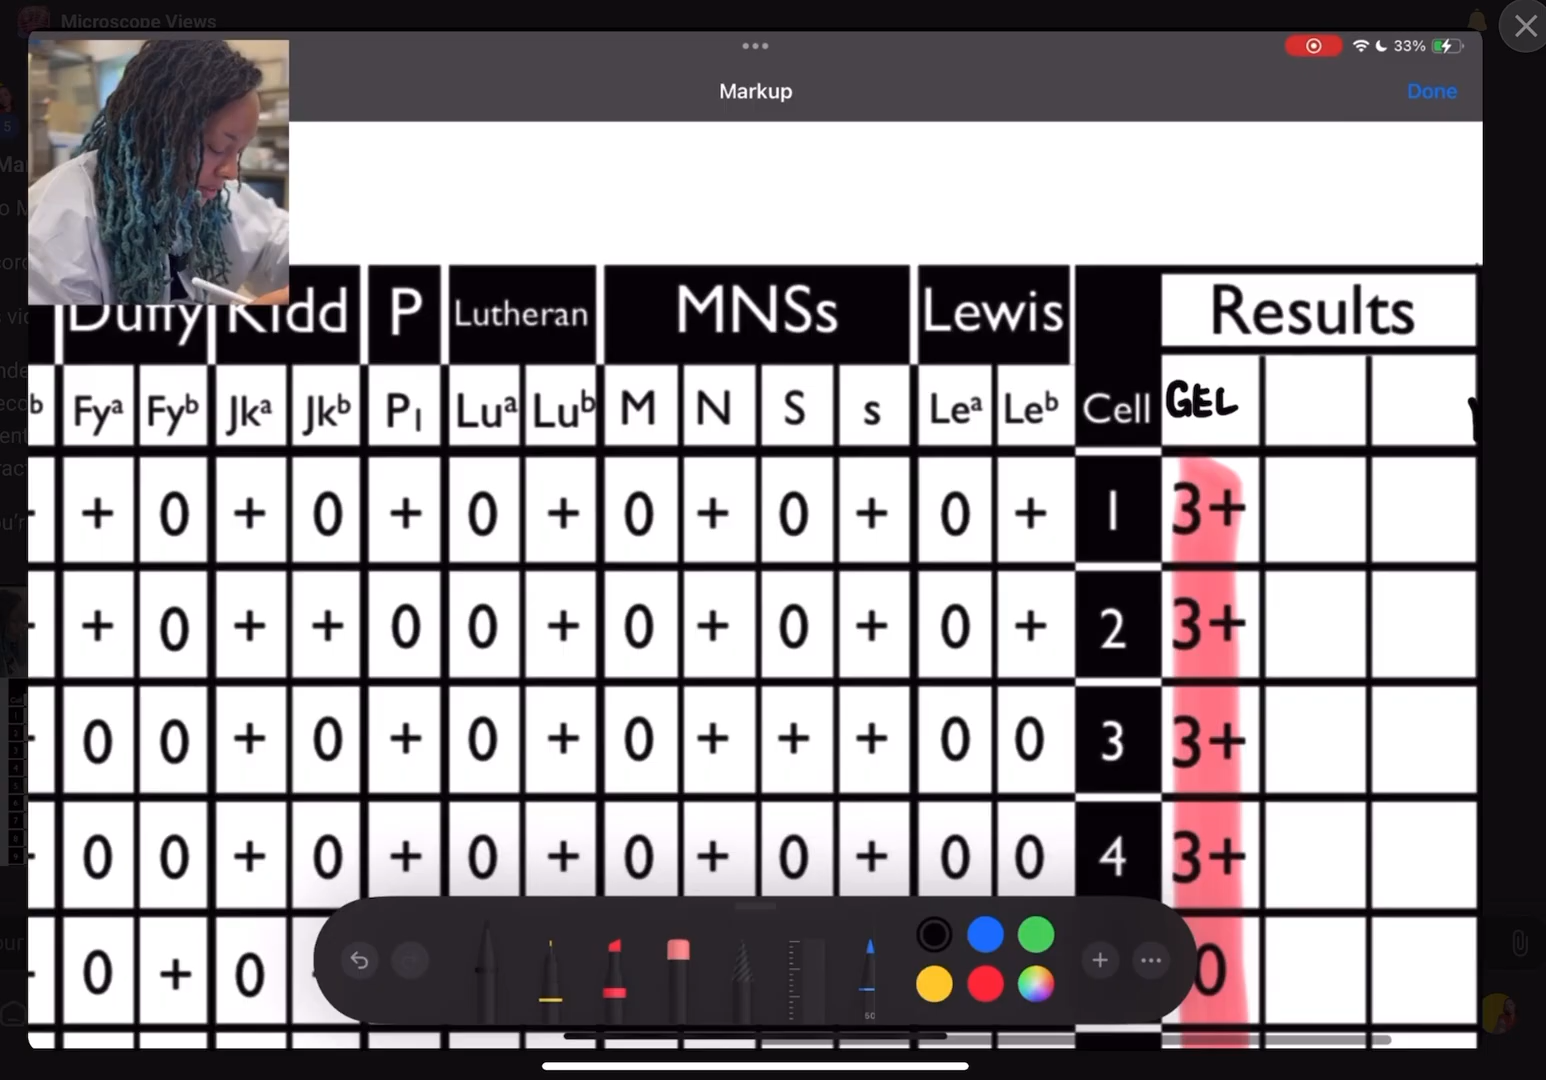 Microscope Views
33%
Markup
Done
Duffy Kidd P Lutheran MNSs Lewis Results
b Fyᵃ Fyᵇ Jkᵃ Jkᵇ P₁ Luᵃ Luᵇ M N S s Leᵃ Leᵇ Cell GEL
+ 0 + 0 + 0 + 0 + 0 + 0 + 1 3+
+ 0 + + 0 0 + 0 + 0 + 0 + 2 3+
0 0 + 0 + 0 + 0 + + + 0 0 3 3+
0 0 + 0 + 0 + 0 + 0 + 0 0 4 3+
0 + 0 0
50